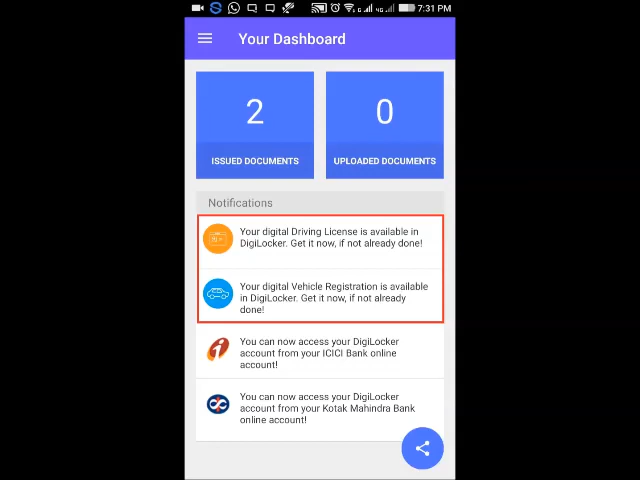 7:31 PM
Your Dashboard
2
0
ISSUED DOCUMENTS
UPLOADED DOCUMENTS
Notifications
Your digital Driving License is available in
DigiLocker. Get it now, if not already done!
Your digital Vehicle Registration is available
in DigiLocker. Get it now, if not already
done!
You can now access your DigiLocker
account from your ICICI Bank online
account!
You can now access your DigiLocker
account from your Kotak Mahindra Bank
online account!